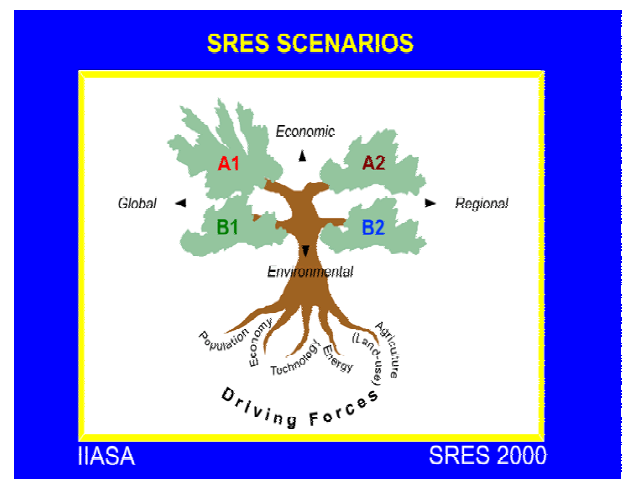 SRES SCENARIOS
Economic
A1
A2
Global
Regional
B1
B2
Environmental
Population
Economy
Technology
Energy
Agriculture
(Land-use)
Driving Forces
IIASA
SRES 2000